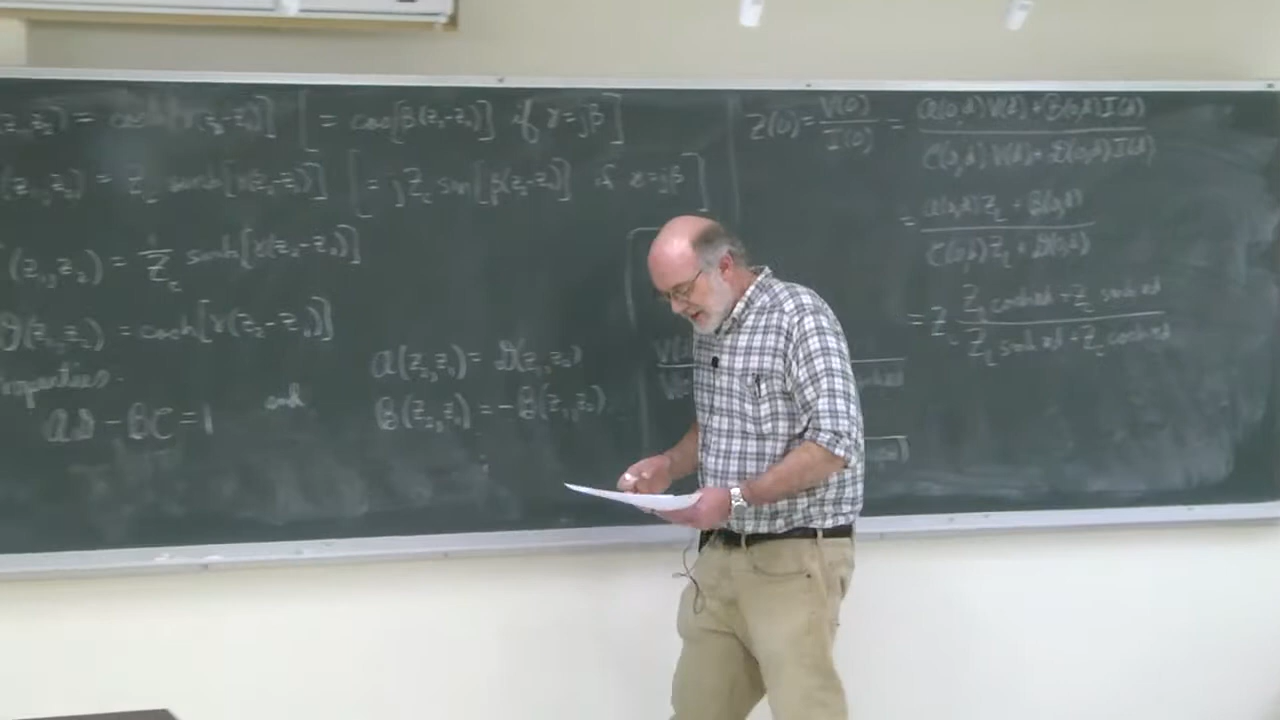 (z₁,z₂) = cosh[γ(z₂-z₁)] [ = cos[β(z₂-z₁)] if γ=jβ ]
(z₁,z₂) = Z_c sinh[γ(z₂-z₁)] [ = jZ_c sin[β(z₂-z₁)] if γ=jβ ]
(z₁,z₂) = 1/Z_c sinh[γ(z₂-z₁)]
𝒟(z₁,z₂) = cosh[γ(z₂-z₁)]
Properties.
𝒜𝒟 - ℬ𝒞 = 1 and
𝒜(z₂,z₁) = 𝒟(z₁,z₂)
ℬ(z₂,z₁) = -ℬ(z₁,z₂)
Z(0) = V(0)/I(0) = (𝒜(0,d)V(d) + ℬ(0,d)I(d))/(𝒞(0,d)V(d) + 𝒟(0,d)I(d))
= (𝒜(0,d)Z_L + ℬ(0,d))/(𝒞(0,d)Z_L + 𝒟(0,d))
= Z_c (Z_L cosh γd + Z_c sinh γd)/(Z_L sinh γd + Z_c cosh γd)